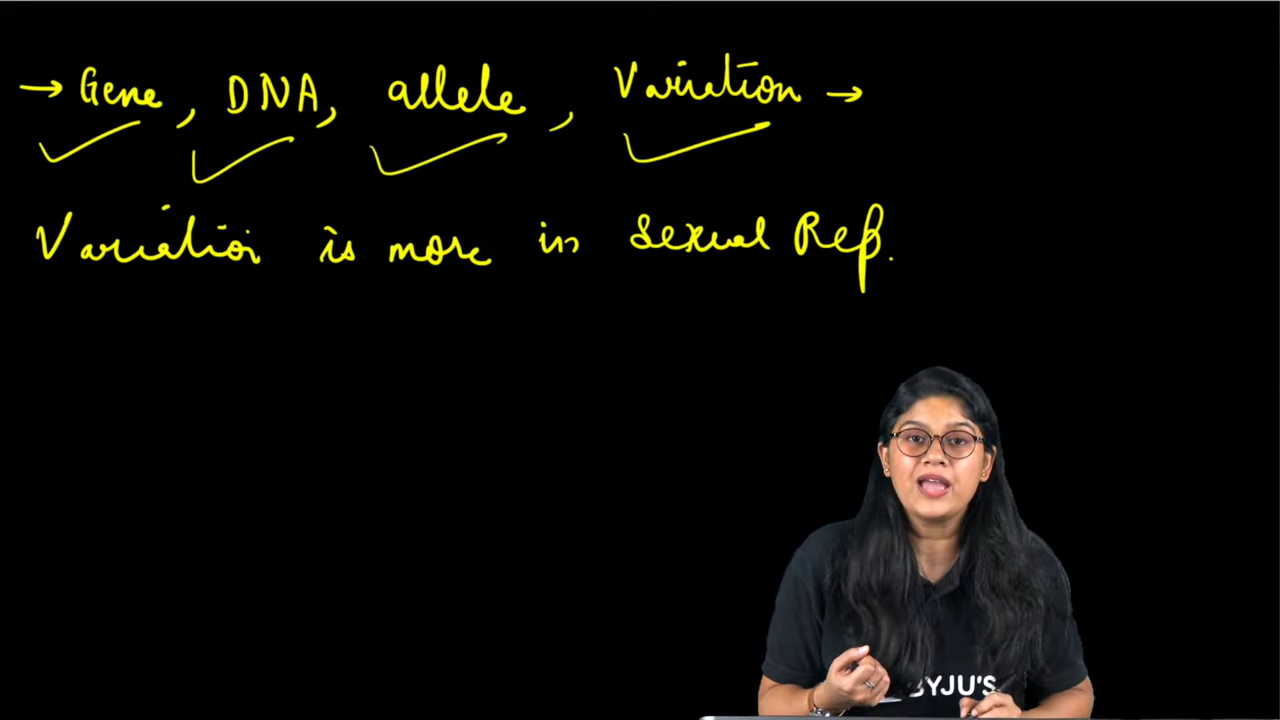 → Gene, DNA, allele, Variation →
Variation is more in sexual Rep.
BYJU'S